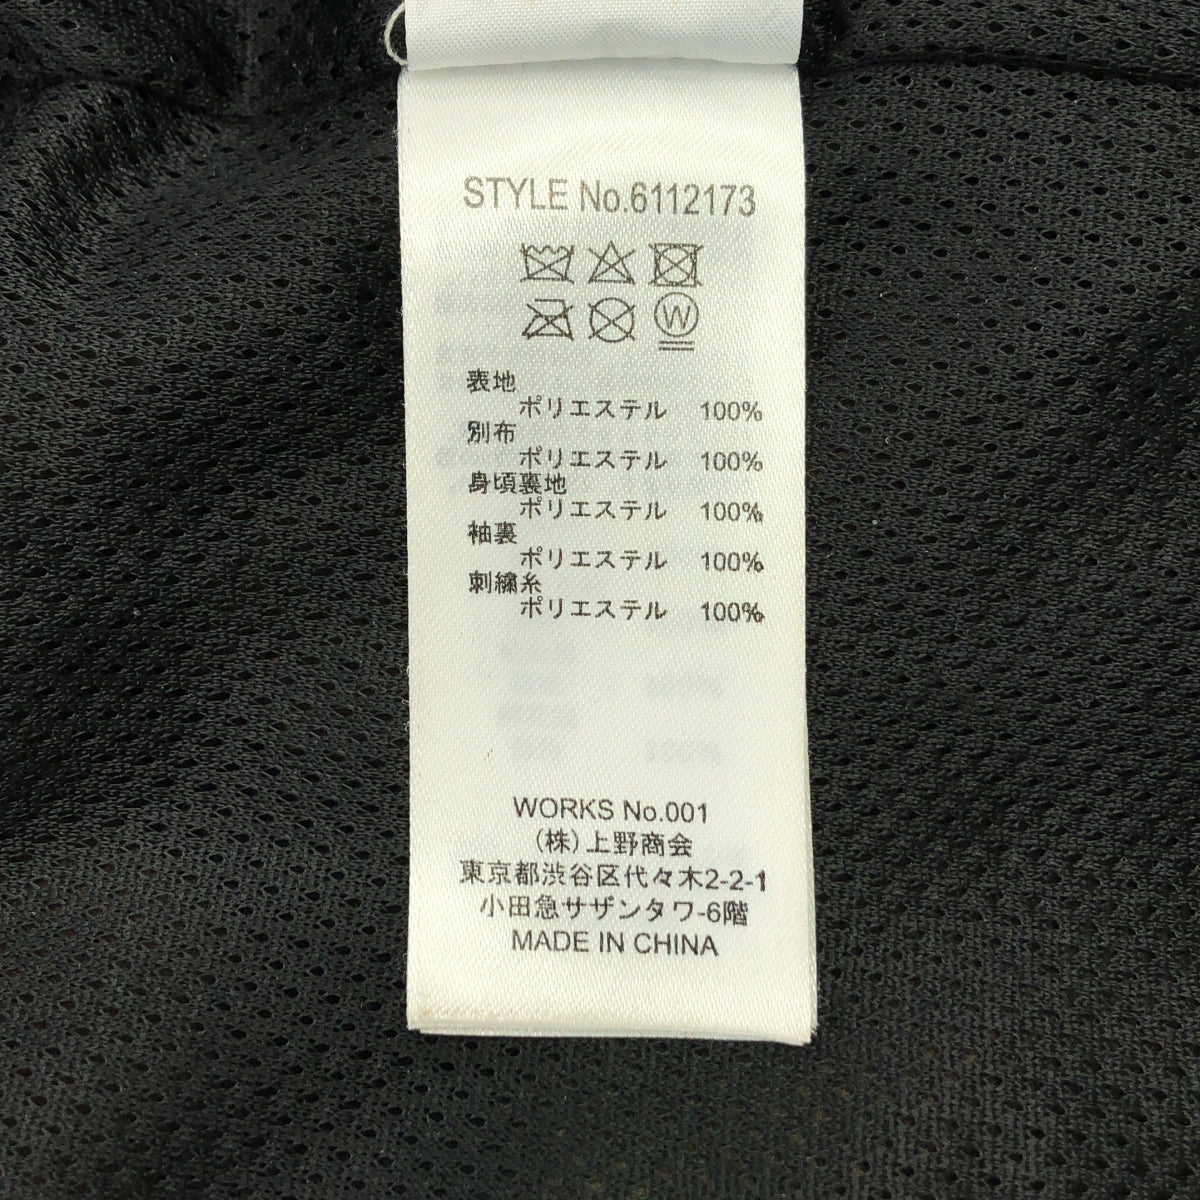 STYLE No.6112173
W
表地
ポリエステル 100%
別布
ポリエステル 100%
身頃裏地
ポリエステル 100%
袖裏
ポリエステル 100%
刺繍糸
ポリエステル 100%
WORKS No.001
(株)上野商会
東京都渋谷区代々木2-2-1
小田急サザンタワ-6階
MADE IN CHINA